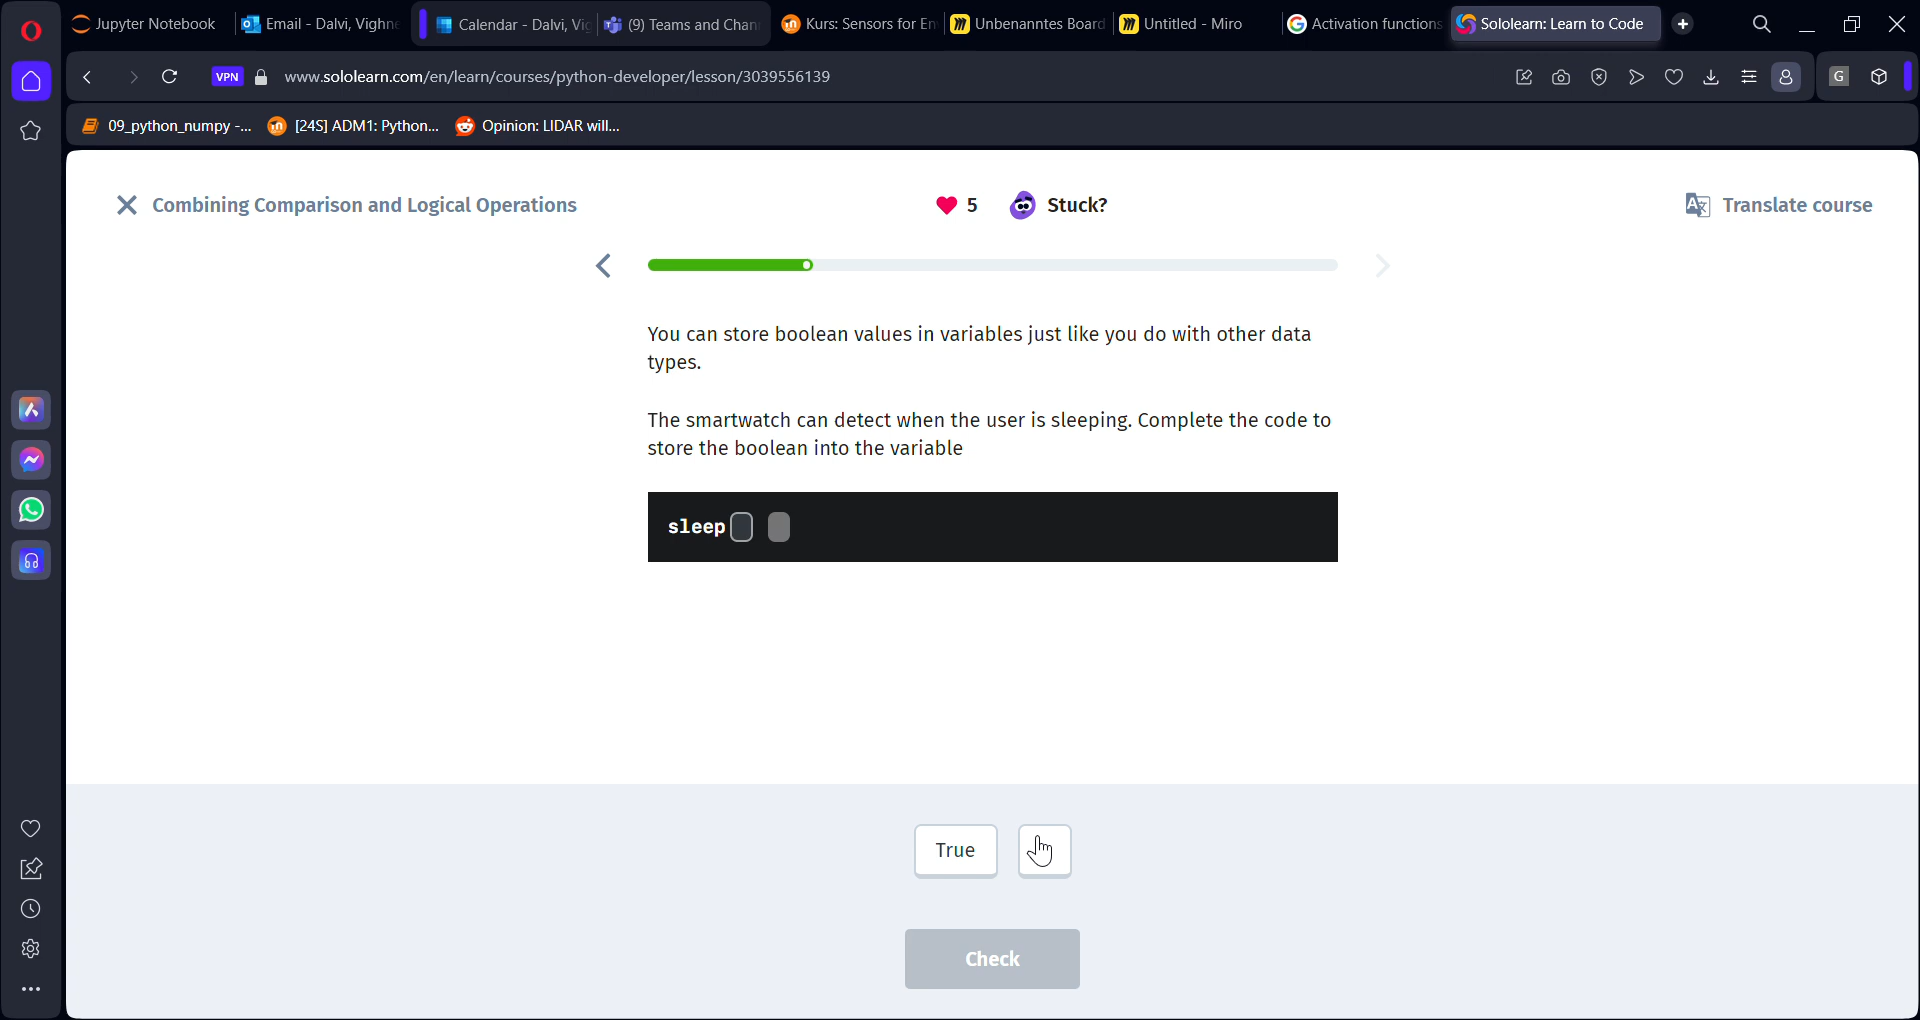 Jupyter Notebook
Email - Dalvi, Vighne
Calendar - Dalvi, Vig
(9) Teams and Chan
Kurs: Sensors for En
Unbenanntes Board
Untitled - Miro
Activation functions
Sololearn: Learn to Code
VPN
www.sololearn.com/en/learn/courses/python-developer/lesson/3039556139
G
09_python_numpy -...
[24S] ADM1: Python...
Opinion: LIDAR will...
Combining Comparison and Logical Operations
5
Stuck?
Translate course
You can store boolean values in variables just like you do with other data
types.
The smartwatch can detect when the user is sleeping. Complete the code to
store the boolean into the variable
sleep
True
Check